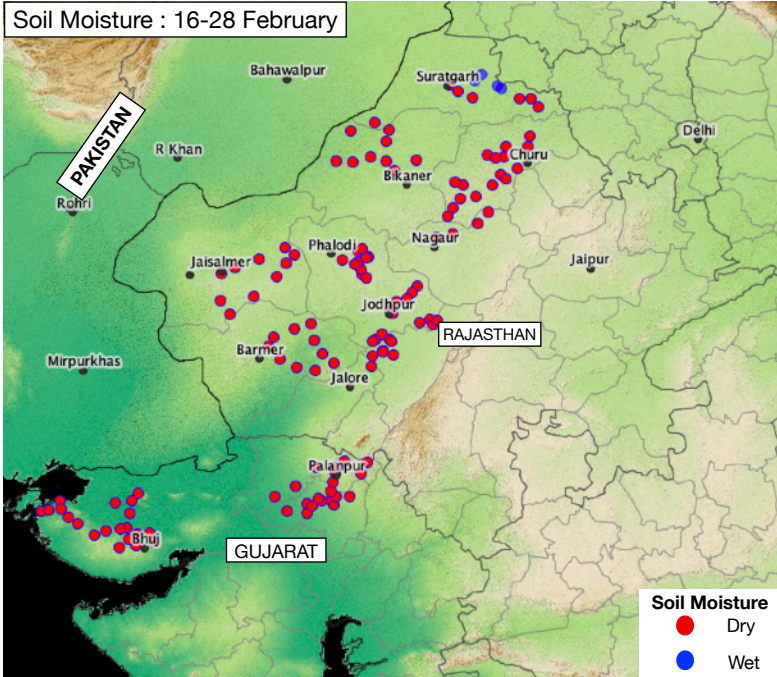 Soil Moisture : 16-28 February
Bahawalpur
Suratgarh
PAKISTAN
Delhi
R Khan
Churu
Bikaner
Rohri
Nagaur
Phalodi
Jaisalmer
Jaipur
Jodhpur
RAJASTHAN
Barmer
Mirpurkhas
Jalore
Palanpur
Bhuj
GUJARAT
Soil Moisture
Dry
Wet